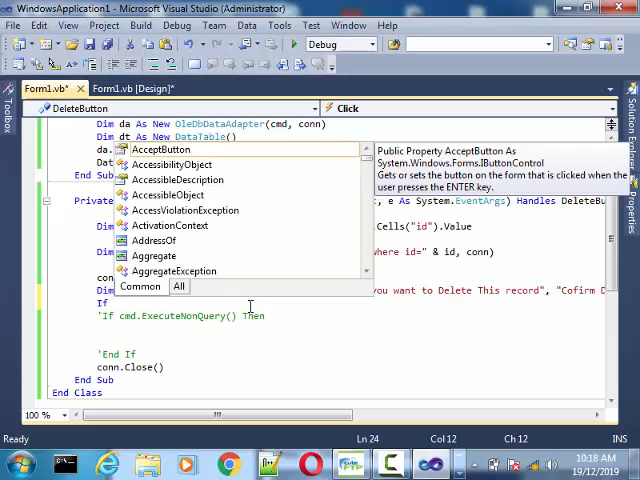 WindowsApplication1 - Microsoft Visual Studio (Administrator)
File Edit View Project Build Debug Team Data Tools Test Window Help
Debug
Form1.vb* Form1.vb [Design]*
DeleteButton Click
Toolbox
Solution Explorer
Properties
Dim da As New OleDbDataAdapter(cmd, conn)
Dim dt As New DataTable()
da.
Dat
End Sub
Private e As System.EventArgs) Handles DeleteBu
.Cells("id").Value
Dim where id=" & id, conn)
con
Dim you want to Delete This record", "Cofirm D
If
'If cmd.ExecuteNonQuery() Then
'End If
conn.Close()
End Sub
End Class
AcceptButton
AccessibilityObject
AccessibleDescription
AccessibleObject
AccessViolationException
ActivationContext
AddressOf
Aggregate
AggregateException
Common All
Public Property AcceptButton As
System.Windows.Forms.IButtonControl
Gets or sets the button on the form that is clicked when the
user presses the ENTER key.
100 %
Ready Ln 24 Col 12 Ch 12 INS
10:18 AM
19/12/2019